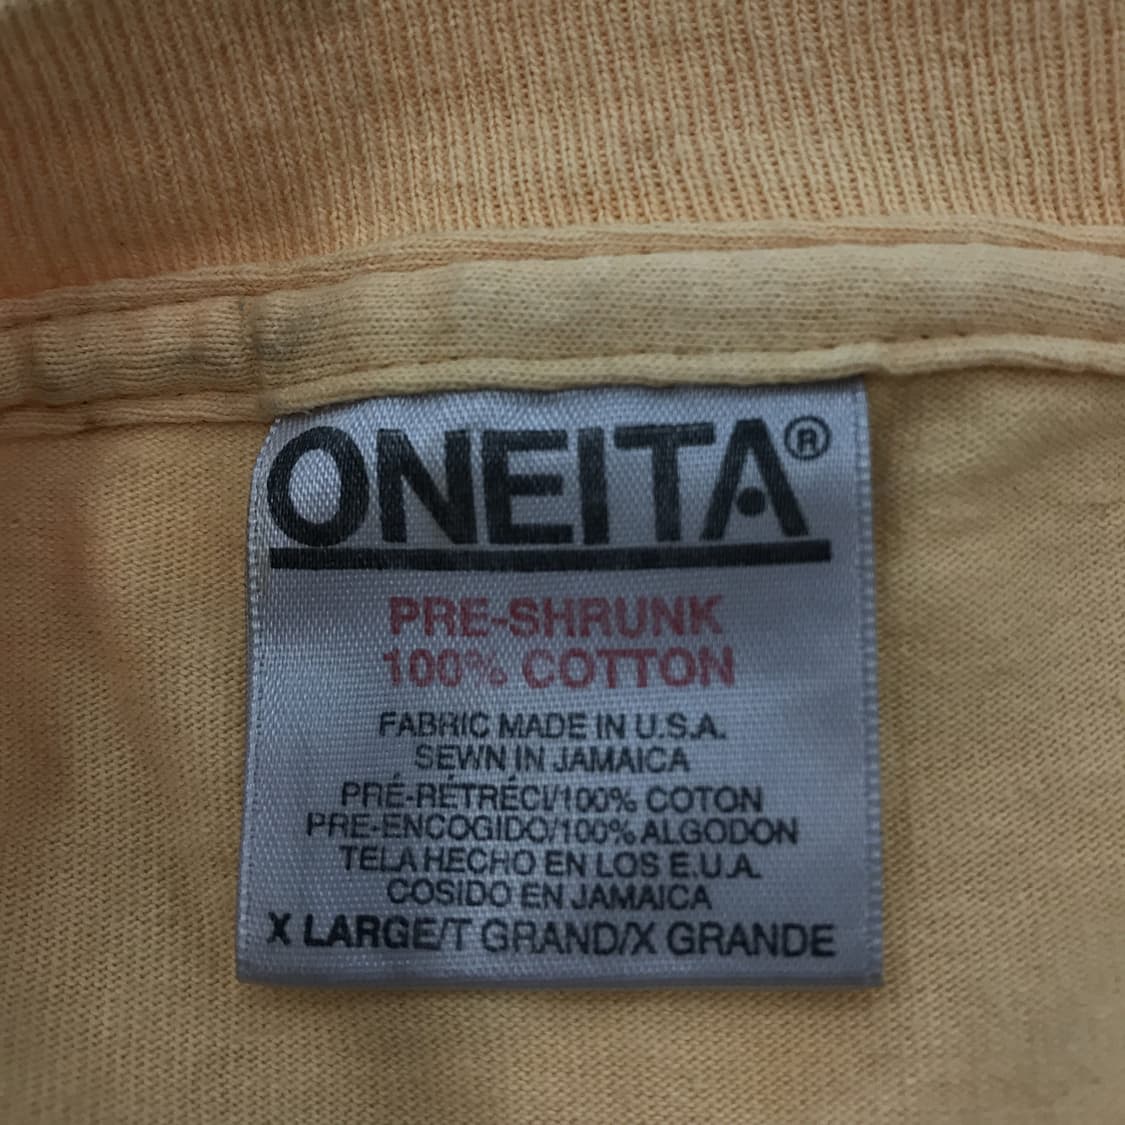 ONEITA®
PRE-SHRUNK
100% COTTON
FABRIC MADE IN U.S.A.
SEWN IN JAMAICA
PRÉ-RÉTRÉCI/100% COTON
PRE-ENCOGIDO/100% ALGODON
TELA HECHO EN LOS E.U.A.
COSIDO EN JAMAICA
X LARGE/T GRAND/X GRANDE